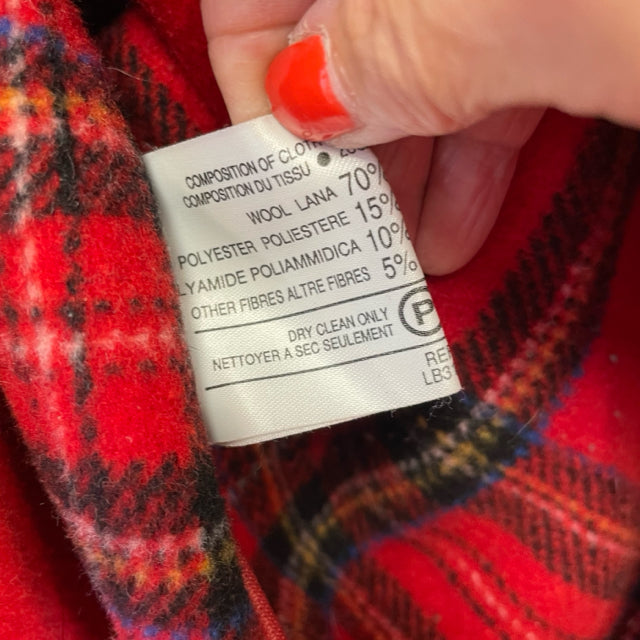 COMPOSITION OF
COMPOSITION DU TISSU
WOOL LANA 70%
POLYESTER POLIESTERE 15%
LYAMIDE POLIAMMIDICA 10%
OTHER FIBRES ALTRE FIBRES 5%
DRY CLEAN ONLY
NETTOYER A SEC SEULEMENT
P